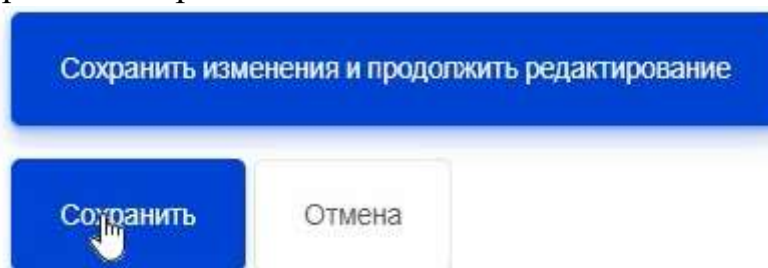 Сохранить изменения и продолжить редактирование
Сохранить Отмена